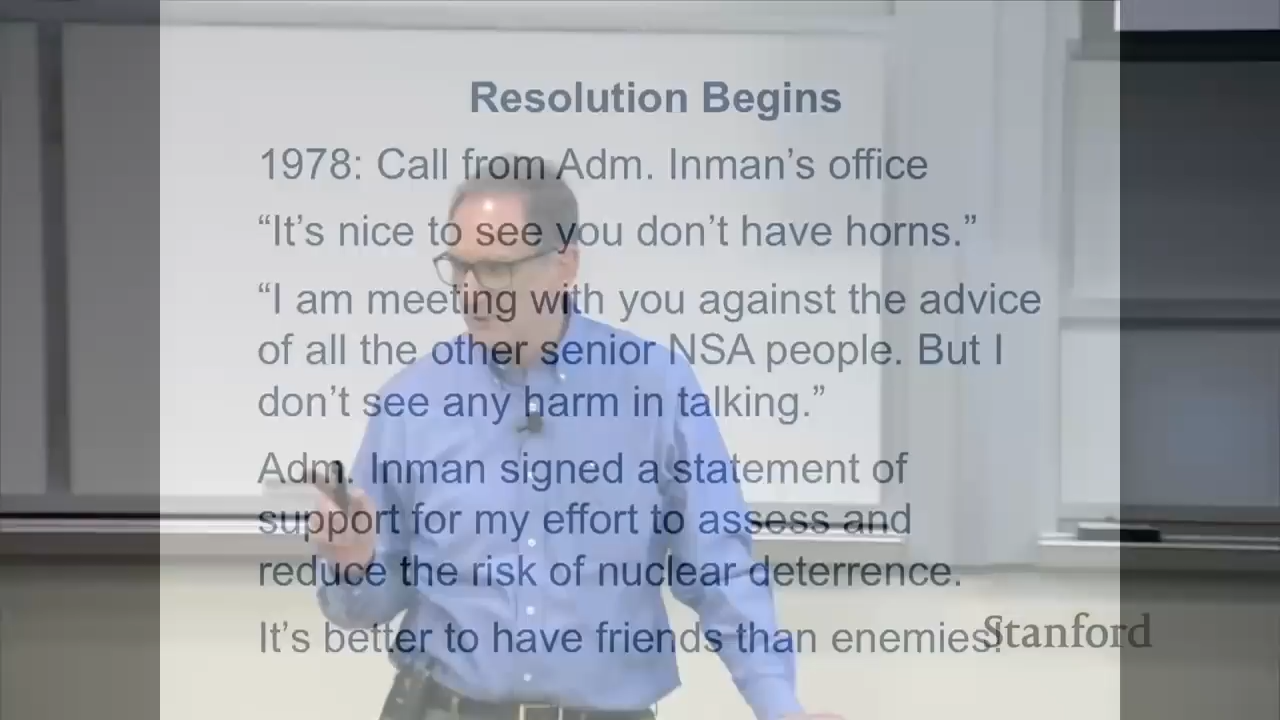 Resolution Begins
1978: Call from Adm. Inman’s office
“It’s nice to see you don’t have horns.”
“I am meeting with you against the advice
of all the other senior NSA people. But I
don’t see any harm in talking.”
Adm. Inman signed a statement of
support for my effort to assess and
reduce the risk of nuclear deterrence.
It’s better to have friends than enemies!
Stanford